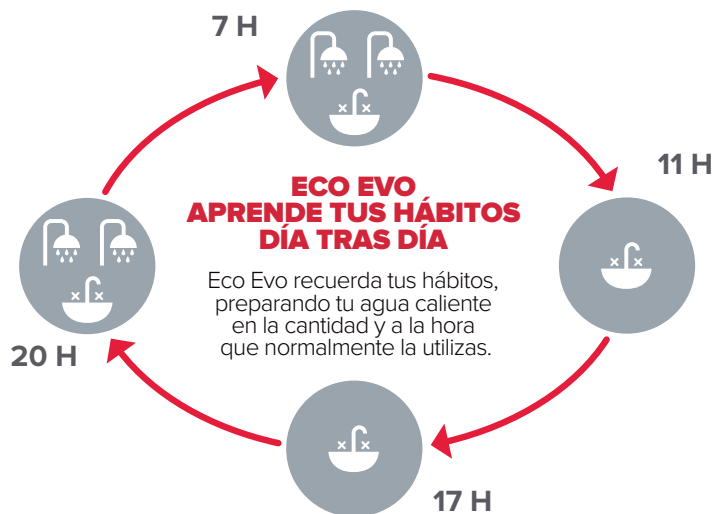 7 H
11 H
ECO EVO
APRENDE TUS HÁBITOS
DÍA TRAS DÍA
Eco Evo recuerda tus hábitos,
preparando tu agua caliente
en la cantidad y a la hora
que normalmente la utilizas.
20 H
17 H